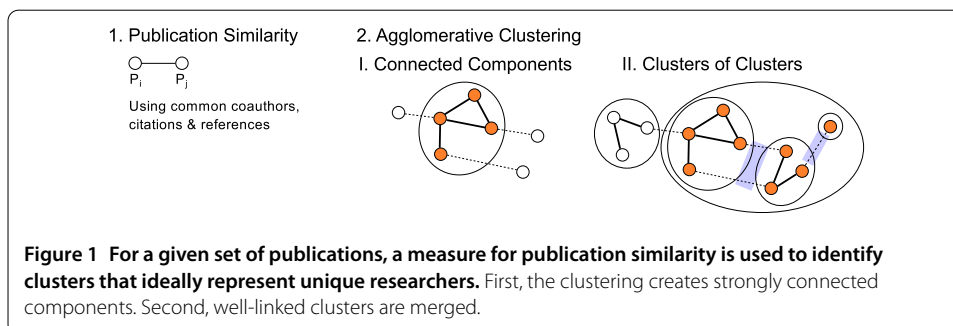 1. Publication Similarity
Pi Pj
Using common coauthors,
citations & references
2. Agglomerative Clustering
I. Connected Components
II. Clusters of Clusters
Figure 1 For a given set of publications, a measure for publication similarity is used to identify
clusters that ideally represent unique researchers. First, the clustering creates strongly connected
components. Second, well-linked clusters are merged.